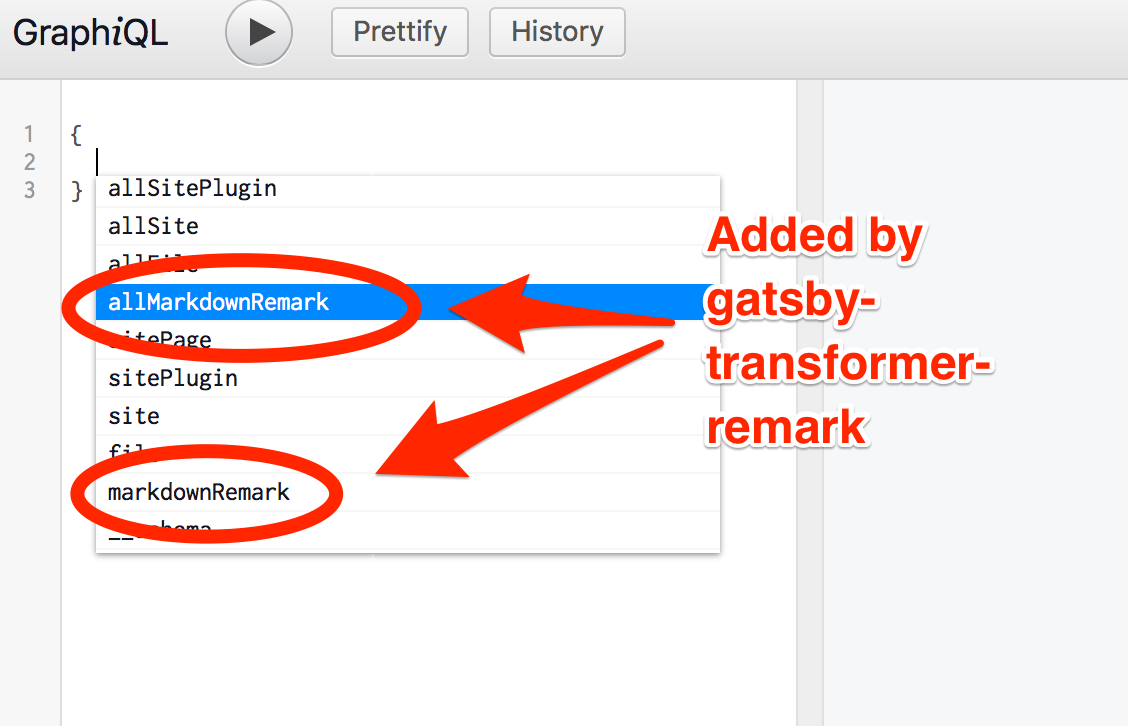 GraphiQL
Prettify
History
1 {
2
3 }
allSitePlugin
allSite
allFile
allMarkdownRemark
sitePage
sitePlugin
site
file
markdownRemark
__schema
Added by
gatsby-
transformer-
remark